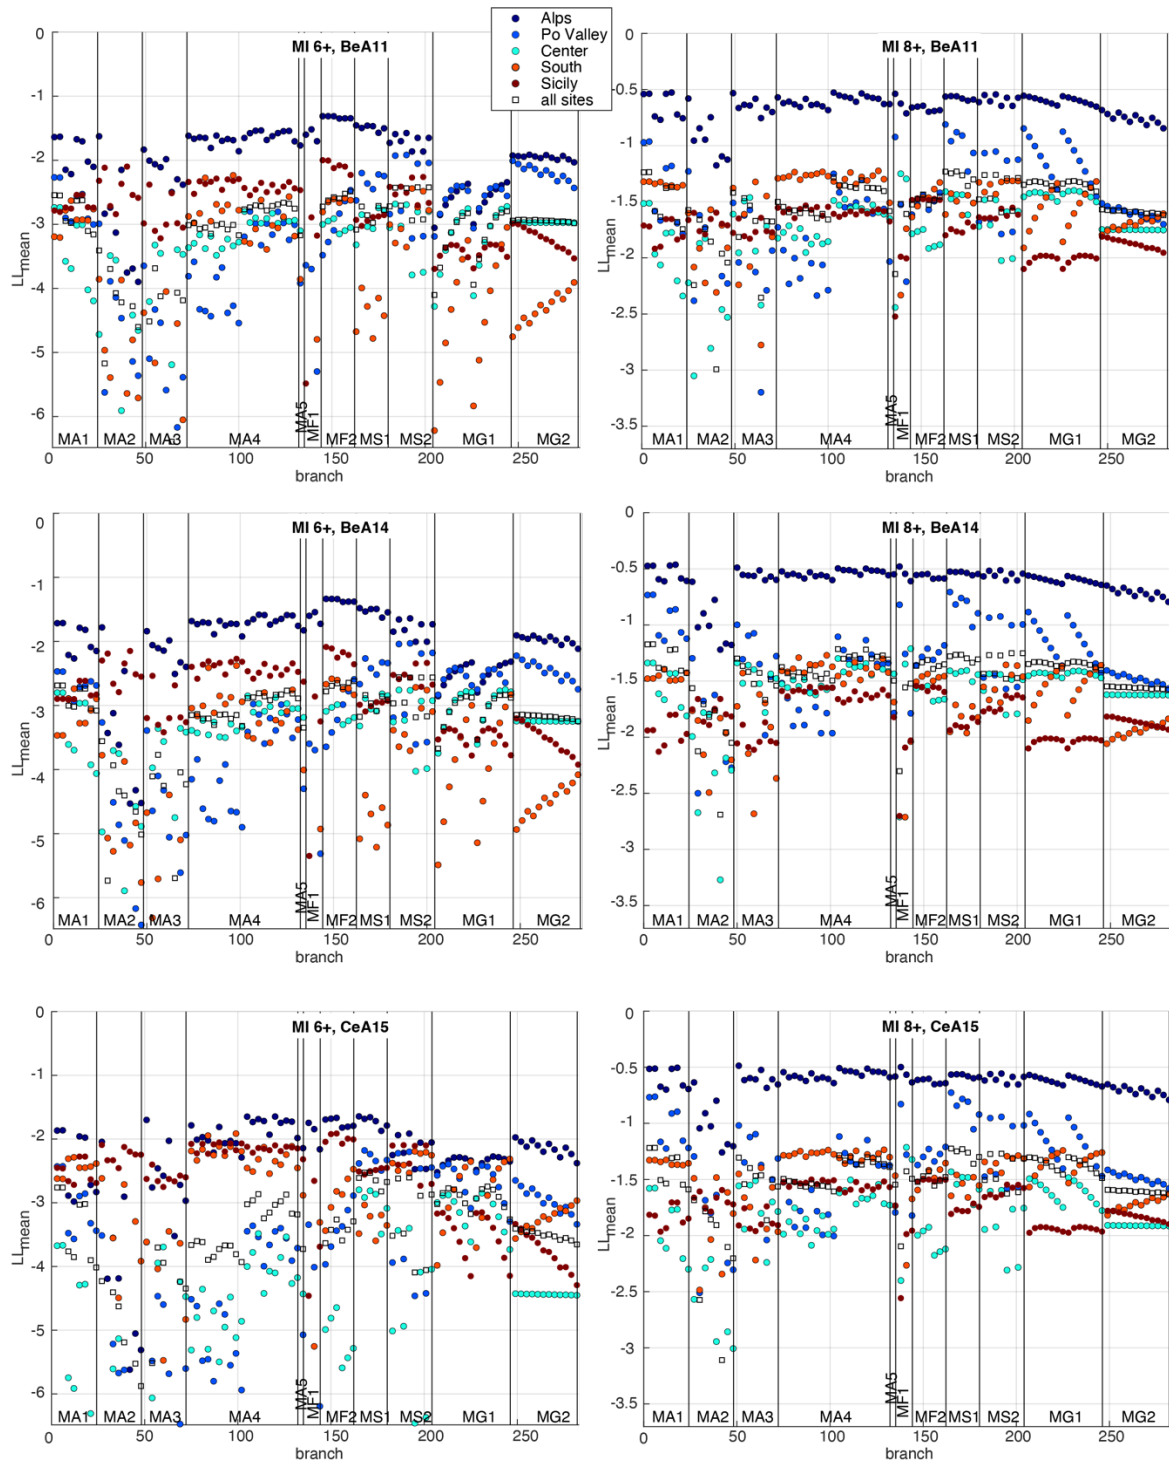 Alps
Po Valley
Center
South
Sicily
all sites
MI 6+, BeA11
0
-1
-2
-3
-4
-5
-6
LLmean
MA1 MA2 MA3 MA4 MA5 MF1 MF2 MS1 MS2 MG1 MG2
0 50 100 150 200 250
branch
MI 8+, BeA11
0
-0.5
-1
-1.5
-2
-2.5
-3
-3.5
LLmean
MA1 MA2 MA3 MA4 MA5 MF1 MF2 MS1 MS2 MG1 MG2
0 50 100 150 200 250
branch
MI 6+, BeA14
0
-1
-2
-3
-4
-5
-6
LLmean
MA1 MA2 MA3 MA4 MA5 MF1 MF2 MS1 MS2 MG1 MG2
0 50 100 150 200 250
branch
MI 8+, BeA14
0
-0.5
-1
-1.5
-2
-2.5
-3
-3.5
LLmean
MA1 MA2 MA3 MA4 MA5 MF1 MF2 MS1 MS2 MG1 MG2
0 50 100 150 200 250
branch
MI 6+, CeA15
0
-1
-2
-3
-4
-5
-6
LLmean
MA1 MA2 MA3 MA4 MA5 MF1 MF2 MS1 MS2 MG1 MG2
0 50 100 150 200 250
branch
MI 8+, CeA15
0
-0.5
-1
-1.5
-2
-2.5
-3
-3.5
LLmean
MA1 MA2 MA3 MA4 MA5 MF1 MF2 MS1 MS2 MG1 MG2
0 50 100 150 200 250
branch